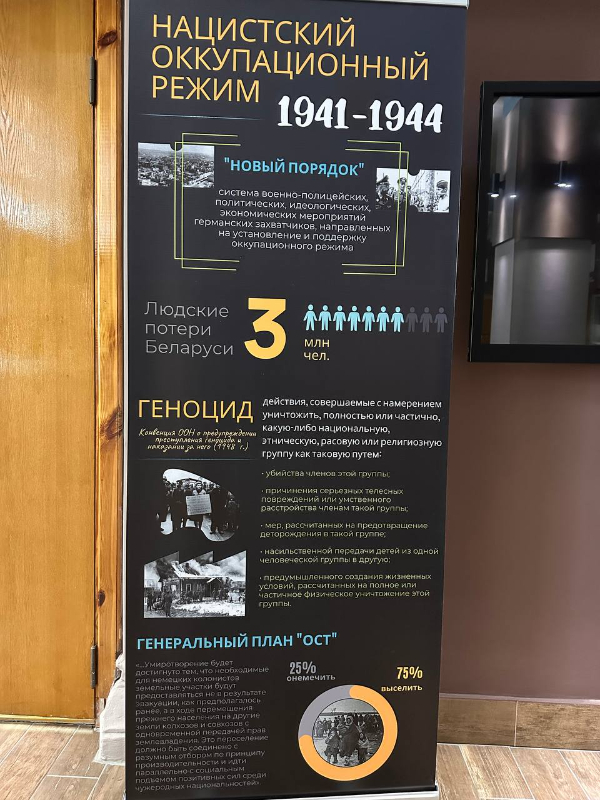 НАЦИСТСКИЙ
ОККУПАЦИОННЫЙ
РЕЖИМ
1941-1944
"НОВЫЙ ПОРЯДОК"
система военно-полицейских,
политических, идеологических,
экономических мероприятий
германских захватчиков, направленных
на установление и поддержку
оккупационного режима
Людские
потери
Беларуси
3
млн
чел.
ГЕНОЦИД
Конвенция ООН о предупреждении
преступления геноцида и
наказании за него (1948 г.)
действия, совершаемые с намерением
уничтожить, полностью или частично,
какую-либо национальную,
этническую, расовую или религиозную
группу как таковую путем:
• убийства членов этой группы;
• причинения серьезных телесных
повреждений или умственного
расстройства членам такой группы;
• мер, рассчитанных на предотвращение
деторождения в такой группе;
• насильственной передачи детей из одной
человеческой группы в другую;
• предумышленного создания жизненных
условий, рассчитанных на полное или
частичное физическое уничтожение этой
группы.
ГЕНЕРАЛЬНЫЙ ПЛАН "ОСТ"
«...Умиротворение будет
достигнуто тем, что необходимые
для немецких колонистов
земельные участки будут
предоставляться не в результате
эвакуации, как предполагалось
ранее, а в ходе перемещения
прежнего населения на другие
земли колхозов и совхозов с
одновременной передачей прав
землевладения. Это переселение
должно быть соединено с
разумным отбором по принципу
производительности и идти
параллельно с социальным
подъемом позитивных сил среди
чужеродных национальностей»
25%
онемечить
75%
выселить